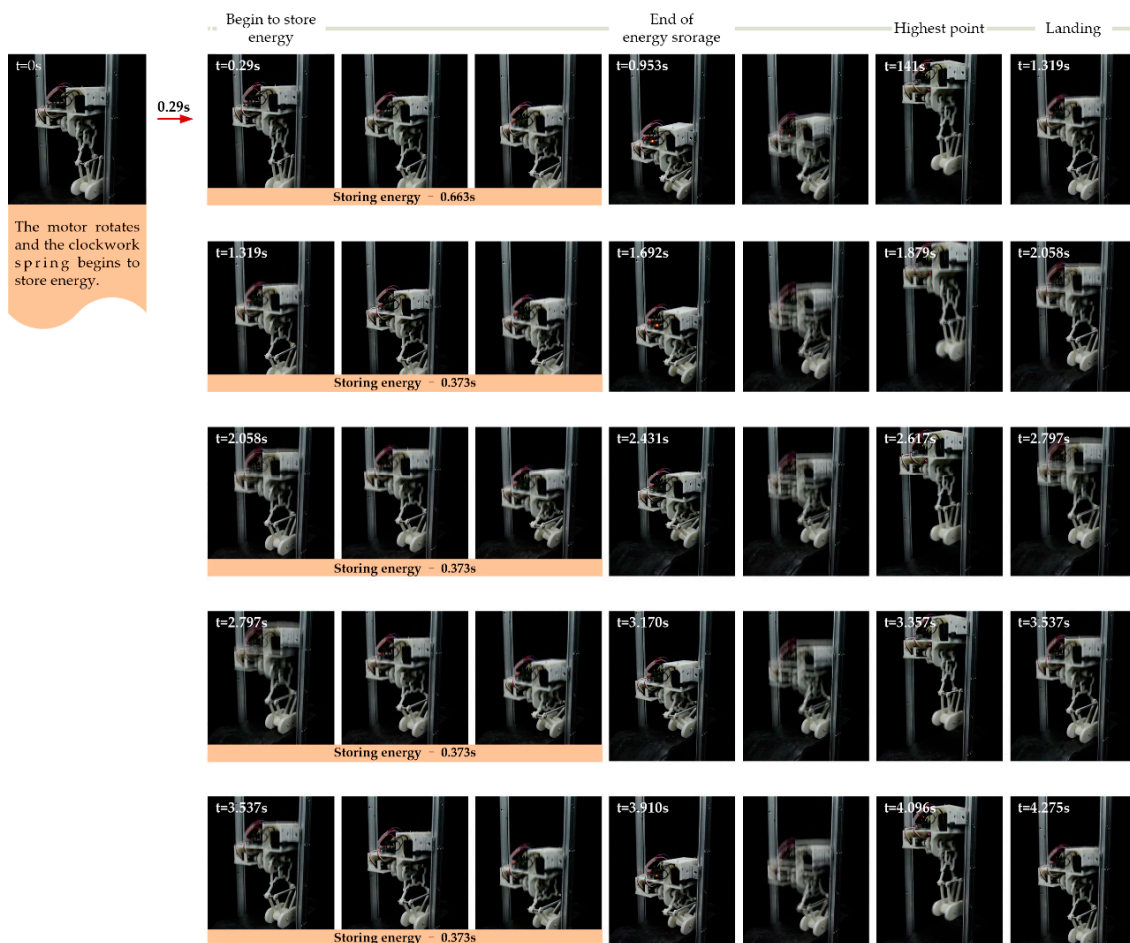 Begin to store
energy
End of
energy srorage
Highest point
Landing
t=0s
0.29s
t=0.29s
t=0.953s
t=141s
t=1.319s
Storing energy - 0.663s
The motor rotates
and the clockwork
spring begins to
store energy.
t=1.319s
t=1.692s
t=1.879s
t=2.058s
Storing energy - 0.373s
t=2.058s
t=2.431s
t=2.617s
t=2.797s
Storing energy - 0.373s
t=2.797s
t=3.170s
t=3.357s
t=3.537s
Storing energy - 0.373s
t=3.537s
t=3.910s
t=4.096s
t=4.275s
Storing energy - 0.373s